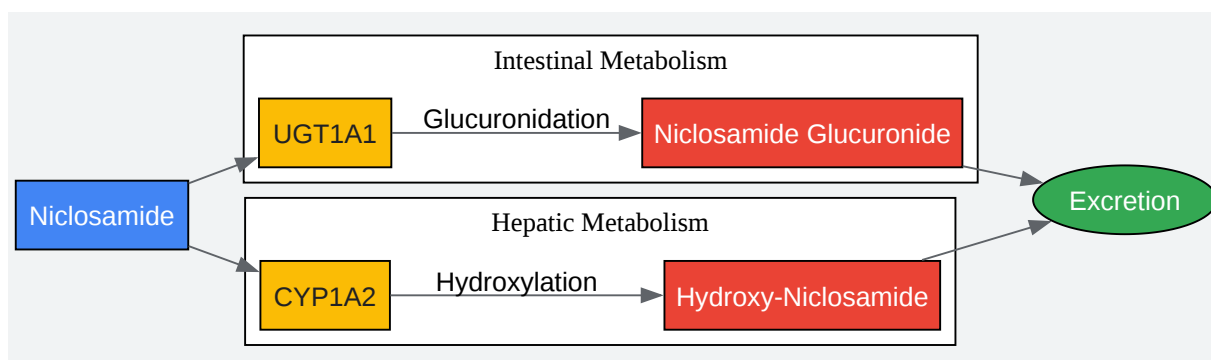 Intestinal Metabolism
UGT1A1
Glucuronidation
Niclosamide Glucuronide
Niclosamide
Excretion
Hepatic Metabolism
CYP1A2
Hydroxylation
Hydroxy-Niclosamide